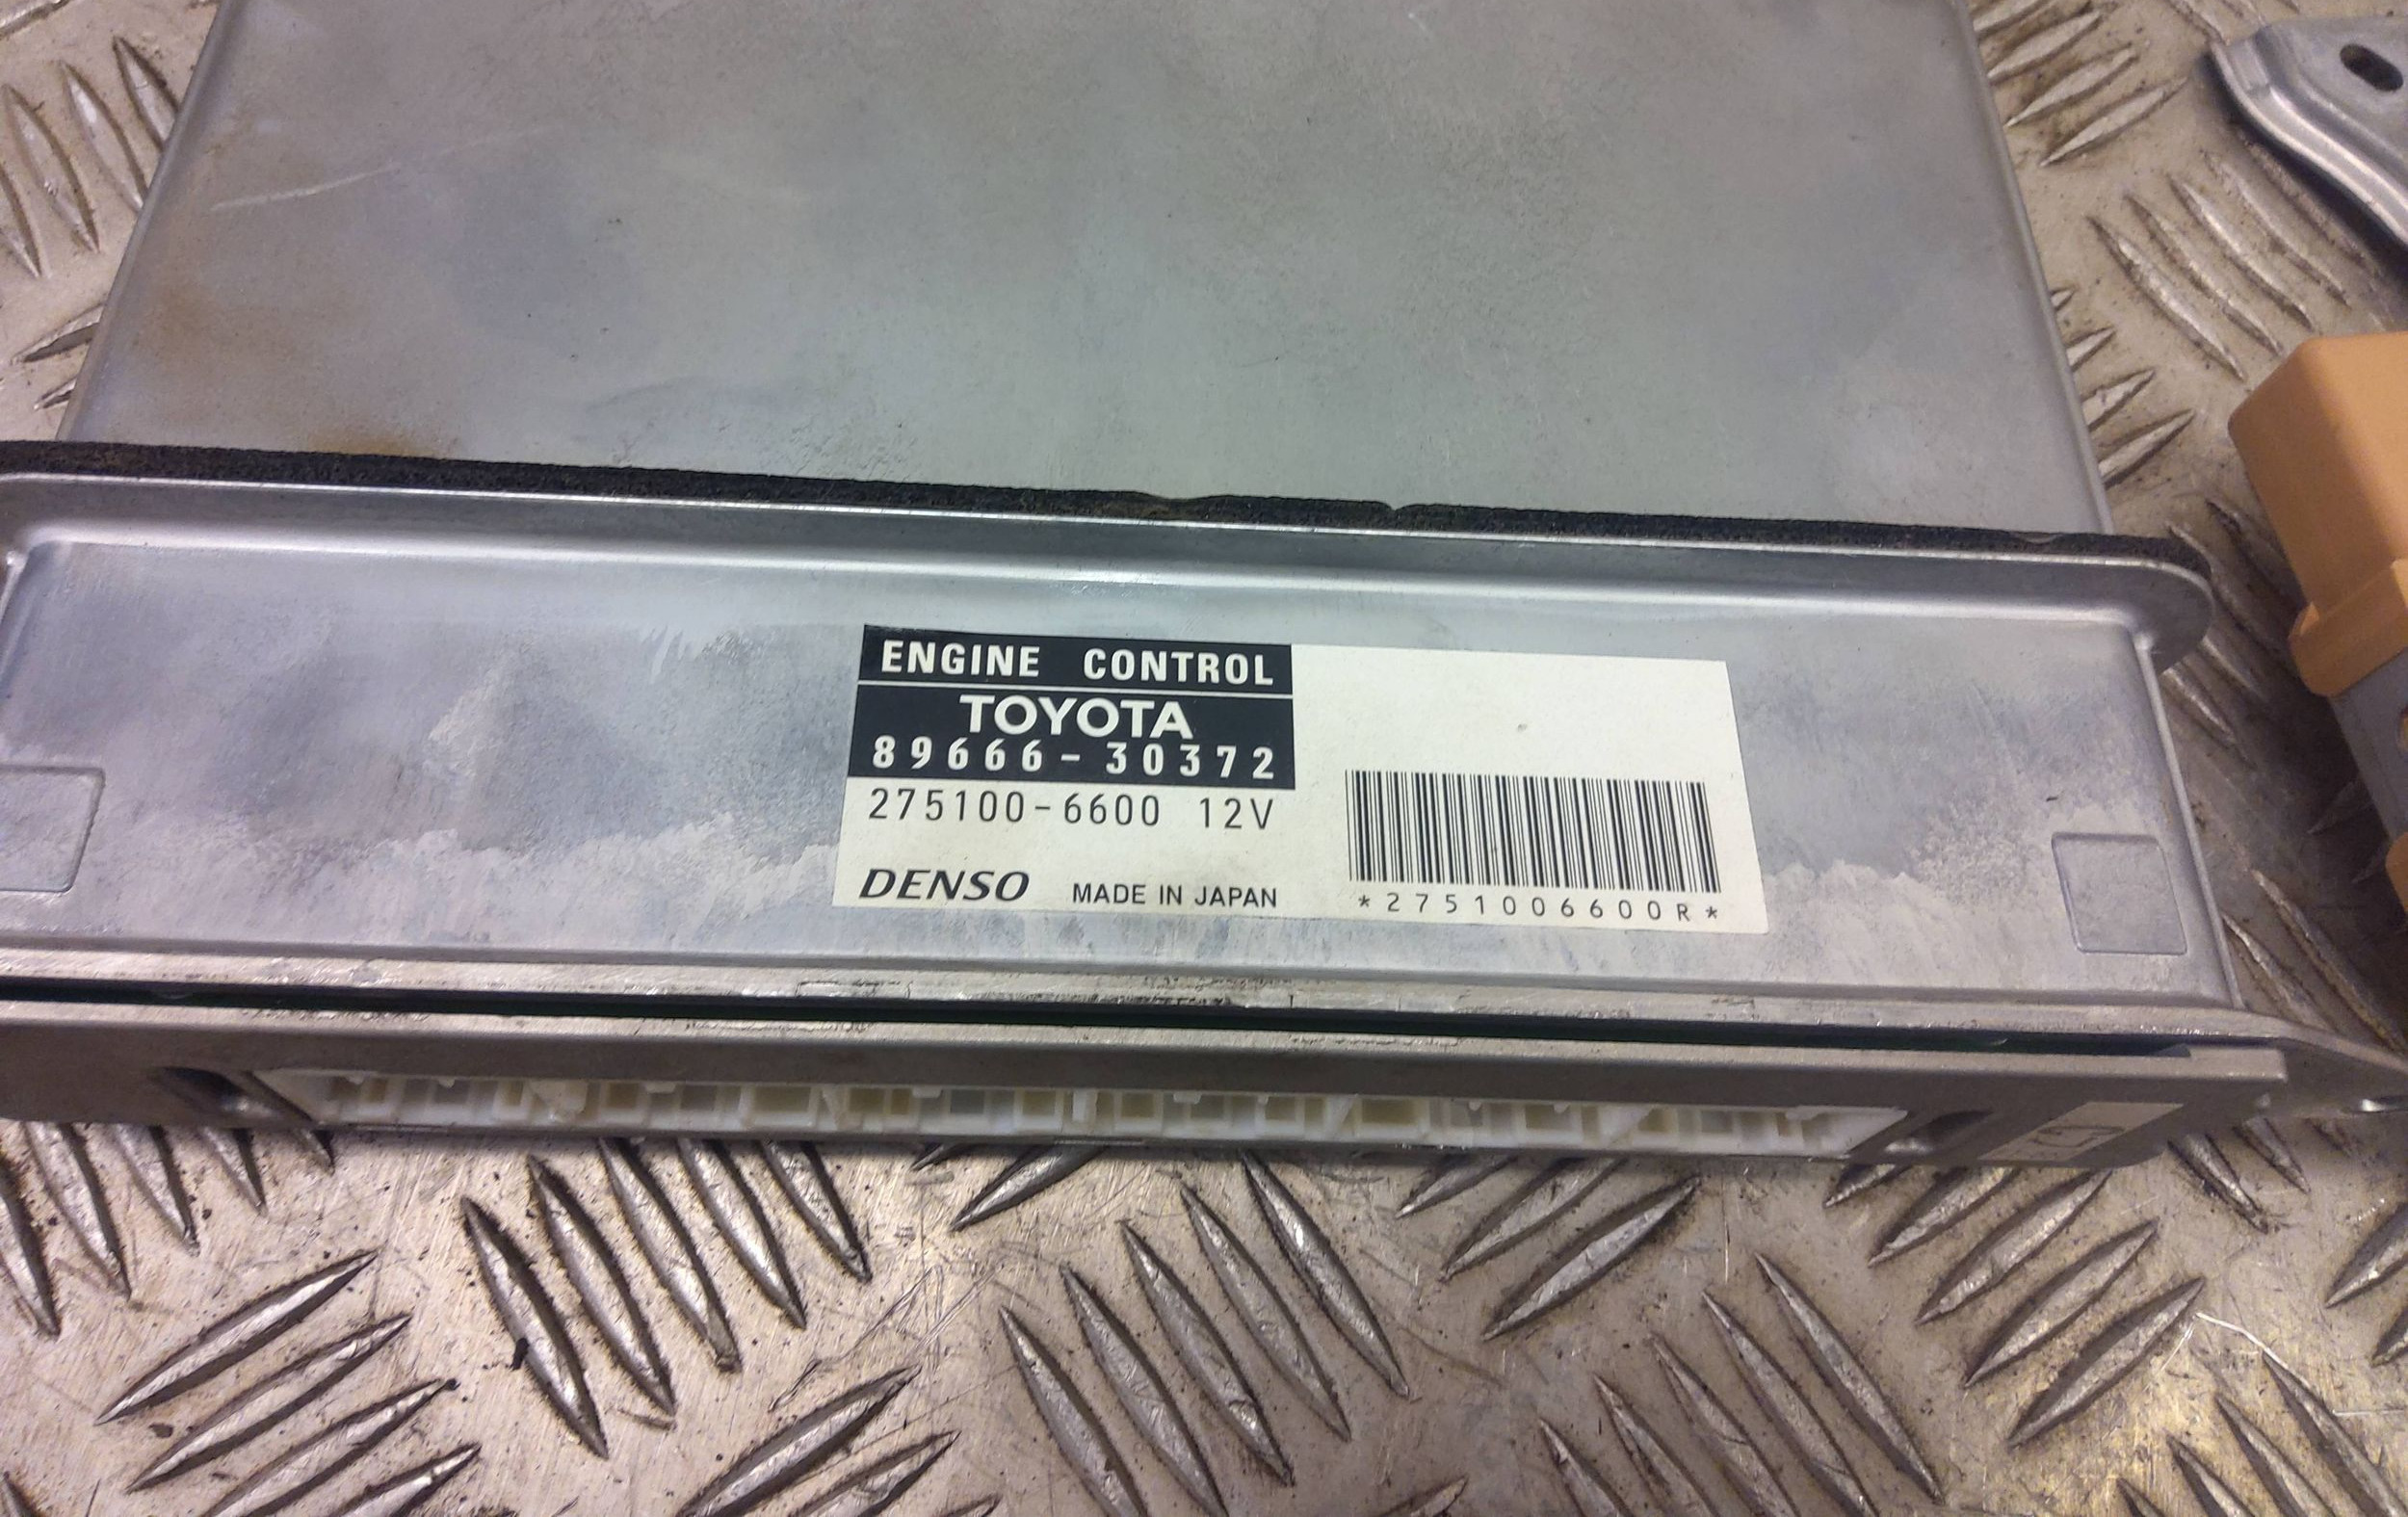 ENGINE CONTROL
TOYOTA
89666-30372
275100-6600 12V
DENSO MADE IN JAPAN
*2751006600R*